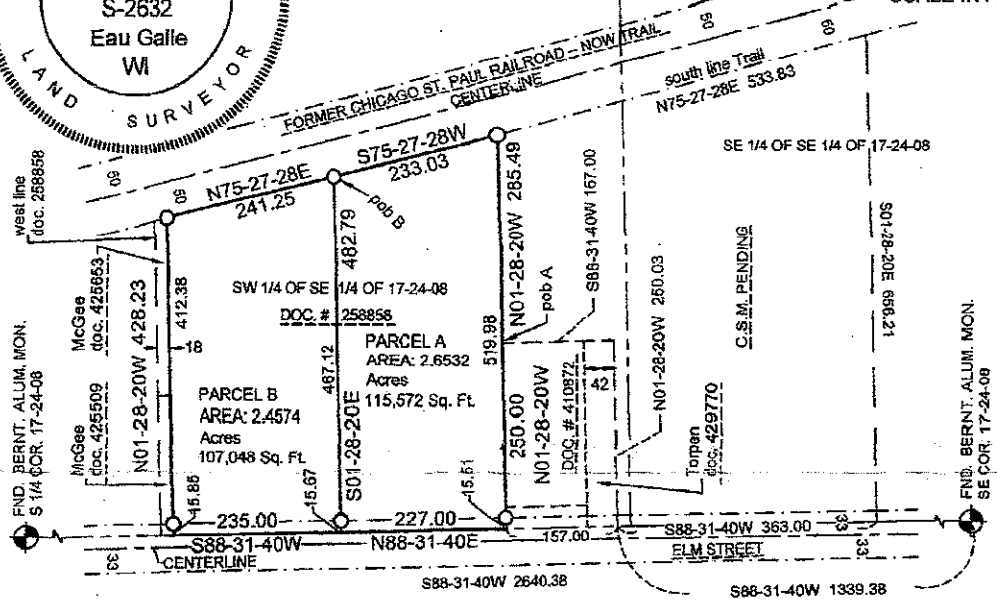 S-2632
Eau Galle
WI
LAND SURVEYOR
FORMER CHICAGO ST. PAUL RAILROAD - NOW TRAIL
CENTERLINE
50
60
50
50
south line Trail
N75-27-28E 533.83
SE 1/4 OF SE 1/4 OF 17-24-08
S75-27-28W
233.03
N75-27-28E
241.25
pob B
west line
doc. 258858
McGee
doc. 425653
McGee
doc. 425509
N01-28-20W 428.23
412.38
18
482.79
467.12
S01-28-20E
SW 1/4 OF SE 1/4 OF 17-24-08
DOC. # 258858
PARCEL A
AREA: 2.6532
Acres
115,572 Sq. Ft.
PARCEL B
AREA: 2.4574
Acres
107,048 Sq. Ft.
N01-28-20W 285.49
519.98
pob A
S88-31-40W 167.00
250.00
N01-28-20W
DOC. # 410872
42
N01-28-20W 250.03
Torpen
doc. 429770
C.S.M. PENDING
S01-28-20E 656.21
FND. BERNT. ALUM. MON.
S 1/4 COR. 17-24-08
FND. BERNT. ALUM. MON.
SE COR. 17-24-08
15.85
15.67
15.51
235.00
227.00
157.00
S88-31-40W
N88-31-40E
S88-31-40W 363.00
33
33
33
CENTERLINE
ELM STREET
S88-31-40W 2640.38
S88-31-40W 1339.38